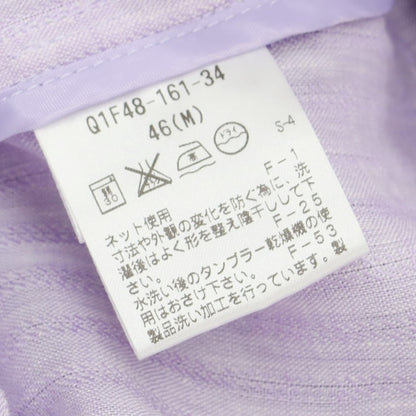 Q1F48-161-34
46(M)
弱
30
中
ドライ
S-4
ネット使用 F-1
寸法や外観の変化を防ぐ為に、洗
濯後はよく形を整え陰干しして下
さい。 F-25
水洗い後のタンブラー乾燥機の使
用はおさけ下さい。 F-53
製品洗い加工を行っています。製